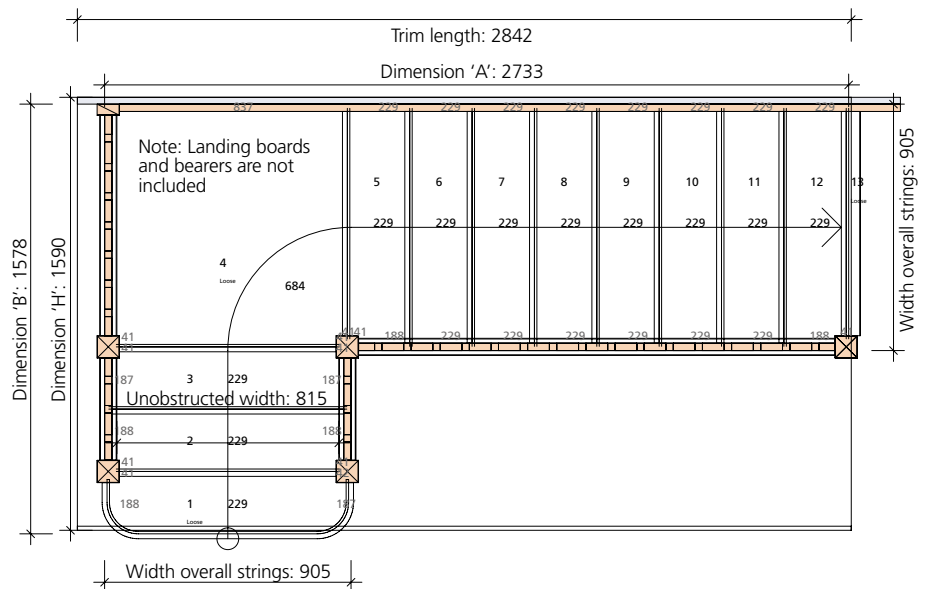 Trim length: 2842
Dimension ‘A’: 2733
837 229 229 229 229 229 229 229 229
Note: Landing boards
and bearers are not
included
5 6 7 8 9 10 11 12 13
Loose
229 229 229 229 229 229 229 229
4
Loose
684
Width overall strings: 905
Dimension ‘B’: 1578
Dimension ‘H’: 1590
41 41 188 229 229 229 229 229 229 188
41
187 3 229 187
Unobstructed width: 815
188 2 229 188
41
41
188 1 229 187
Loose
Width overall strings: 905